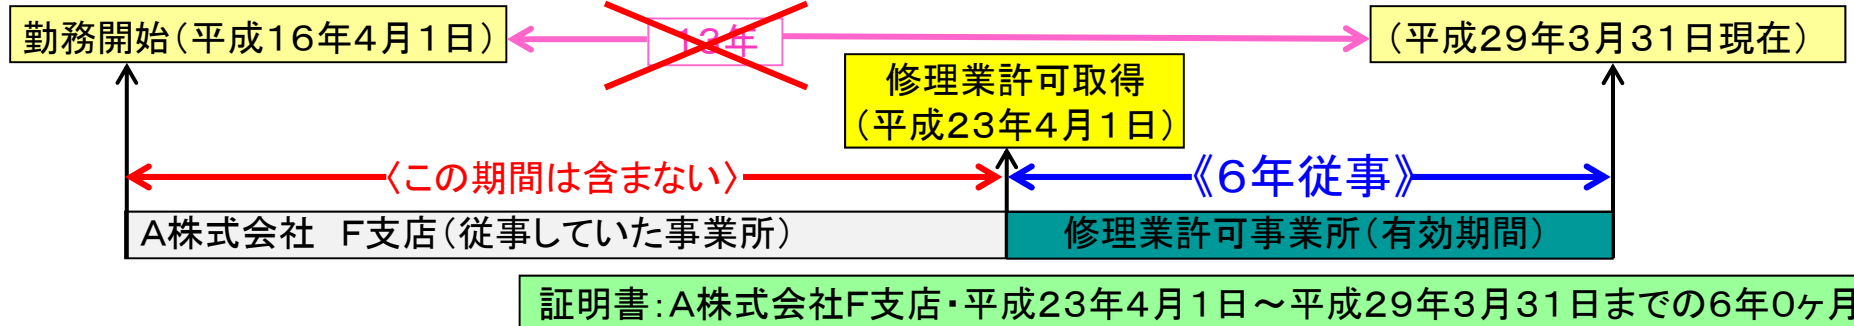 勤務開始(平成16年4月1日)
13年
(平成29年3月31日現在)
修理業許可取得
(平成23年4月1日)
〈この期間は含まない〉
《6年従事》
A株式会社 F支店(従事していた事業所)
修理業許可事業所(有効期間)
証明書:A株式会社F支店・平成23年4月1日～平成29年3月31日までの6年0ヶ月